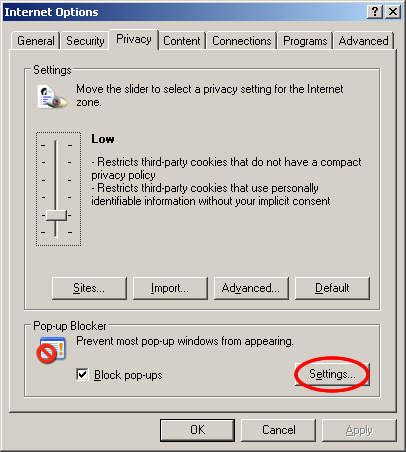 Internet Options
General Security Privacy Content Connections Programs Advanced
Settings
Move the slider to select a privacy setting for the Internet
zone.
Low
- Restricts third-party cookies that do not have a compact
privacy policy
- Restricts third-party cookies that use personally
identifiable information without your implicit consent
Sites... Import... Advanced... Default
Pop-up Blocker
Prevent most pop-up windows from appearing.
Block pop-ups Settings...
OK Cancel Apply